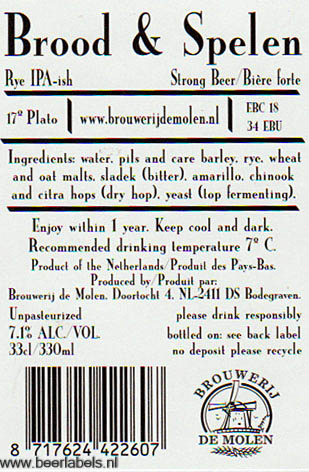 Brood & Spelen
Rye IPA-ish Strong Beer/Bière forte
17º Plato www.brouwerijdemolen.nl EBC 18
34 EBU
Ingredients: water, pils and care barley, rye, wheat
and oat malts, sladek (bitter), amarillo, chinook
and citra hops (dry hop), yeast (top fermenting).
Enjoy within 1 year. Keep cool and dark.
Recommended drinking temperature 7º C.
Product of the Netherlands/Produit des Pays-Bas.
Produced by/Produit par:
Brouwerij de Molen. Doortocht 4. NL-2411 DS Bodegraven.
Unpasteurized please drink responsibly
7.1% ALC/VOL. bottled on: see back label
33cl/330ml no deposit please recycle
BROUWERIJ
DE MOLEN
8 717624 422607
www.beerlabels.nl